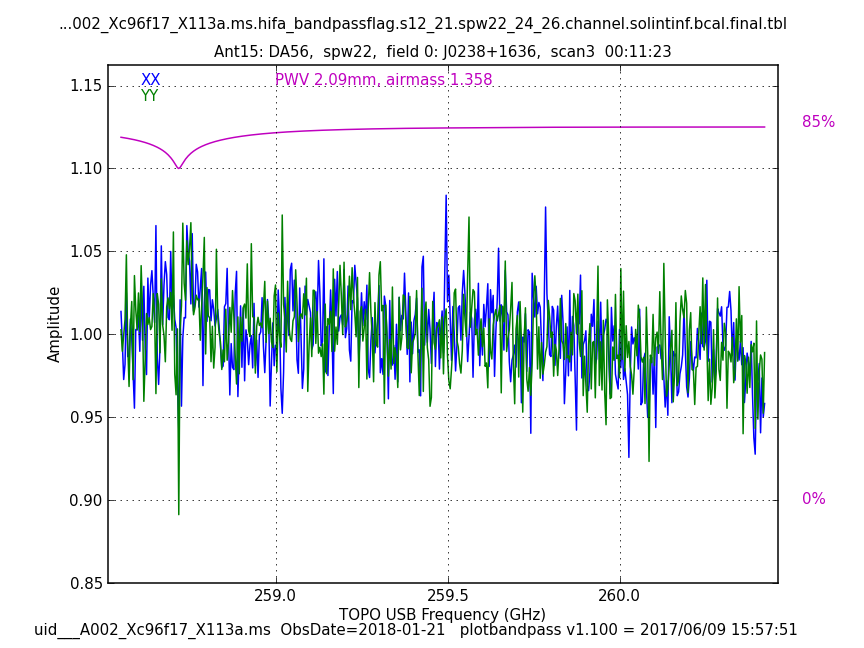 ...002_Xc96f17_X113a.ms.hifa_bandpassflag.s12_21.spw22_24_26.channel.solintinf.bcal.final.tbl
Ant15: DA56,  spw22,  field 0: J0238+1636,  scan3  00:11:23
XX
PWV 2.09mm, airmass 1.358
YY
1.15
1.10
1.05
1.00
0.95
0.90
0.85
Amplitude
85%
0%
259.0
259.5
260.0
TOPO USB Frequency (GHz)
uid___A002_Xc96f17_X113a.ms  ObsDate=2018-01-21   plotbandpass v1.100 = 2017/06/09 15:57:51